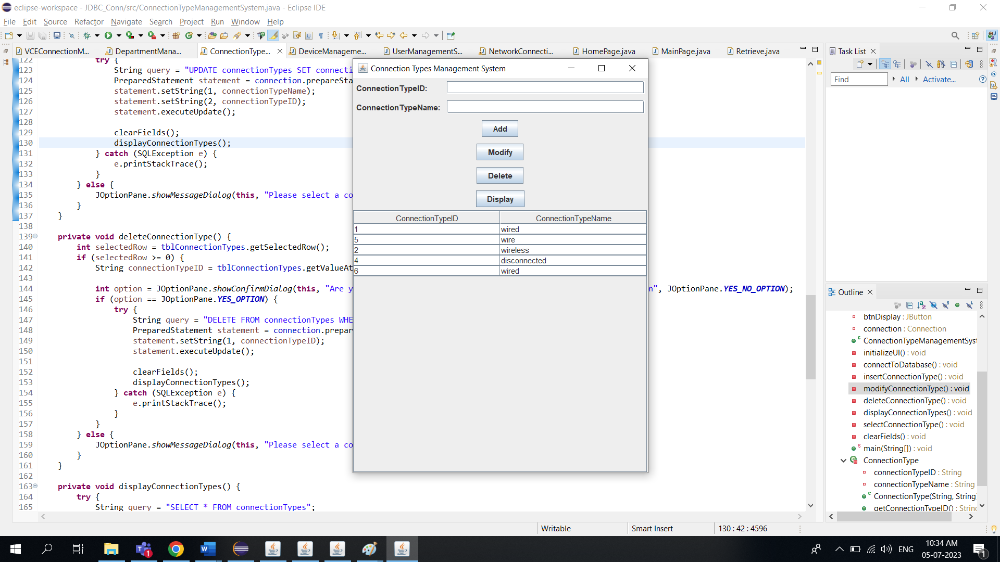 eclipse-workspace - JDBC_Conn/src/ConnectionTypeManagementSystem.java - Eclipse IDE
File Edit Source Refactor Navigate Search Project Run Window Help
VCEConnectionM... DepartmentMana... ConnectionType... DeviceManageme... UserManagementS... NetworkConnecti... HomePage.java MainPage.java Retrieve.java
122 try {
123 String query = "UPDATE connectionTypes SET connecti
124 PreparedStatement statement = connection.prepareSta
125 statement.setString(1, connectionTypeName);
126 statement.setString(2, connectionTypeID);
127 statement.executeUpdate();
128
129 clearFields();
130 displayConnectionTypes();
131 } catch (SQLException e) {
132 e.printStackTrace();
133 }
134 } else {
135 JOptionPane.showMessageDialog(this, "Please select a co
136 }
137 }
138
139 private void deleteConnectionType() {
140 int selectedRow = tblConnectionTypes.getSelectedRow();
141 if (selectedRow >= 0) {
142 String connectionTypeID = tblConnectionTypes.getValueAt
143
144 int option = JOptionPane.showConfirmDialog(this, "Are y n", JOptionPane.YES_NO_OPTION);
145 if (option == JOptionPane.YES_OPTION) {
146 try {
147 String query = "DELETE FROM connectionTypes WHE
148 PreparedStatement statement = connection.prepar
149 statement.setString(1, connectionTypeID);
150 statement.executeUpdate();
151
152 clearFields();
153 displayConnectionTypes();
154 } catch (SQLException e) {
155 e.printStackTrace();
156 }
157 }
158 } else {
159 JOptionPane.showMessageDialog(this, "Please select a co
160 }
161 }
162
163 private void displayConnectionTypes() {
164 try {
165 String query = "SELECT * FROM connectionTypes";
Connection Types Management System
ConnectionTypeID:
ConnectionTypeName:
Add
Modify
Delete
Display
ConnectionTypeID ConnectionTypeName
1 wired
5 wire
2 wireless
4 disconnected
6 wired
Task List
Find All Activate...
Outline
btnDisplay : JButton
connection : Connection
ConnectionTypeManagementSyst
initializeUI() : void
connectToDatabase() : void
insertConnectionType() : void
modifyConnectionType() : void
deleteConnectionType() : void
displayConnectionTypes() : void
selectConnectionType() : void
clearFields() : void
main(String[]) : void
ConnectionType
connectionTypeID : String
connectionTypeName : String
ConnectionType(String, String
getConnectionTypeID() : String
Writable Smart Insert 130 : 42 : 4596
1 ENG 10:34 AM
05-07-2023 1